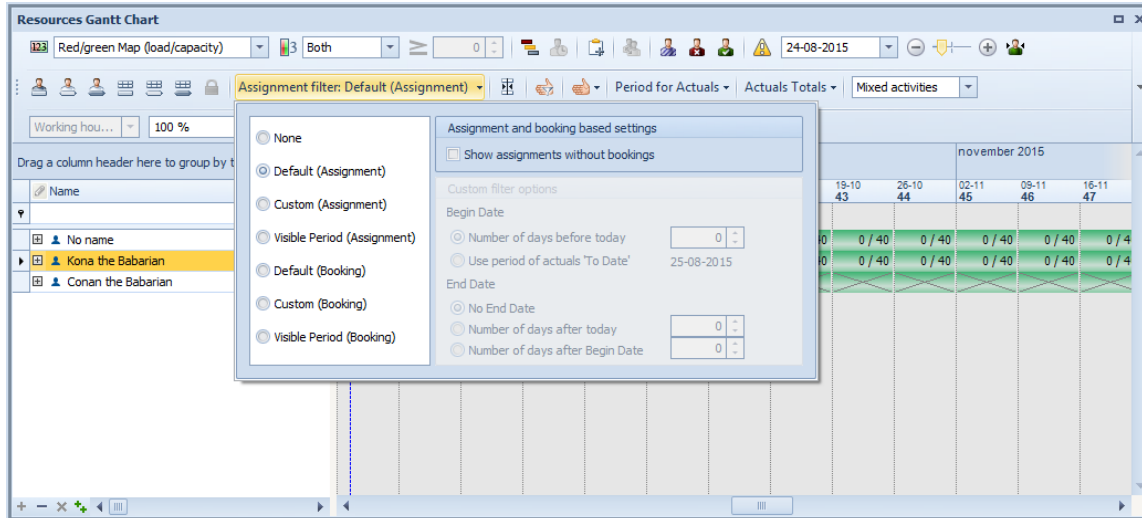 Resources Gantt Chart
123 Red/green Map (load/capacity) 3 Both ≥ 0 24-08-2015
Assignment filter: Default (Assignment) Period for Actuals Actuals Totals Mixed activities
Working hou... 100 %
Drag a column header here to group by t
november 2015
Name
19-10 26-10 02-11 09-11 16-11
43 44 45 46 47
No name
40 0 / 40 0 / 40 0 / 40 0 / 40 0 / 4
Kona the Babarian
40 0 / 40 0 / 40 0 / 40 0 / 40 0 / 4
Conan the Babarian
None
Default (Assignment)
Custom (Assignment)
Visible Period (Assignment)
Default (Booking)
Custom (Booking)
Visible Period (Booking)
Assignment and booking based settings
Show assignments without bookings
Custom filter options
Begin Date
Number of days before today 0
Use period of actuals 'To Date' 25-08-2015
End Date
No End Date
Number of days after today 0
Number of days after Begin Date 0